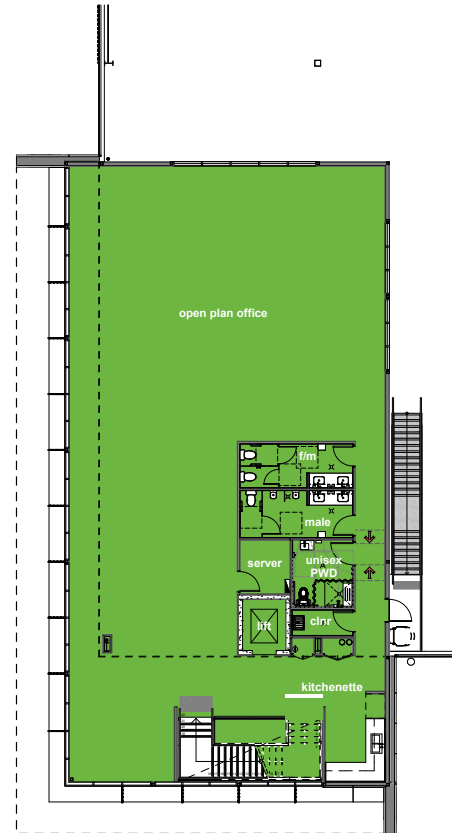 open plan office
f/m
male
server
unisex
PWD
lift
clnr
kitchenette